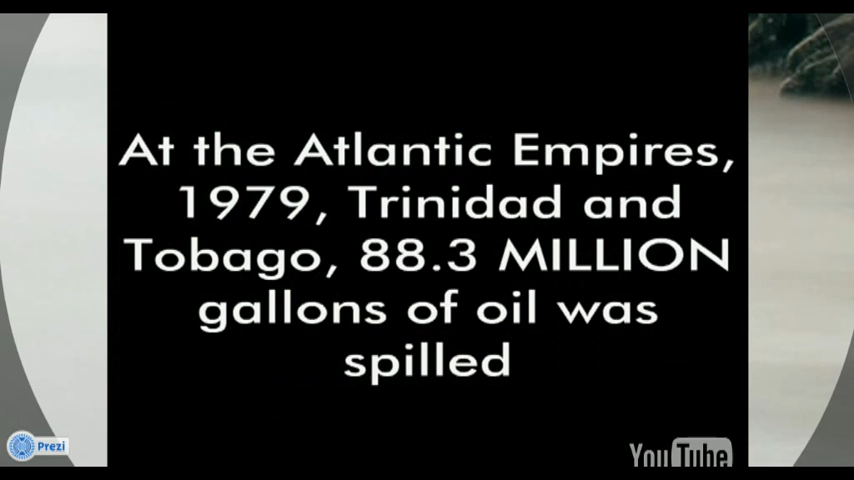 At the Atlantic Empires,
1979, Trinidad and
Tobago, 88.3 MILLION
gallons of oil was
spilled
Prezi
YouTube